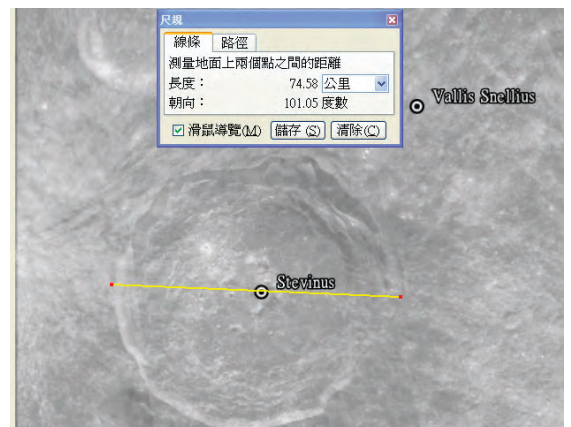 尺規
線條 路徑
測量地面上兩個點之間的距離
長度： 74.58 公里
朝向： 101.05 度數
滑鼠導覽(M) 儲存 (S) 清除(C)
Vallis Snellius
Stevinus